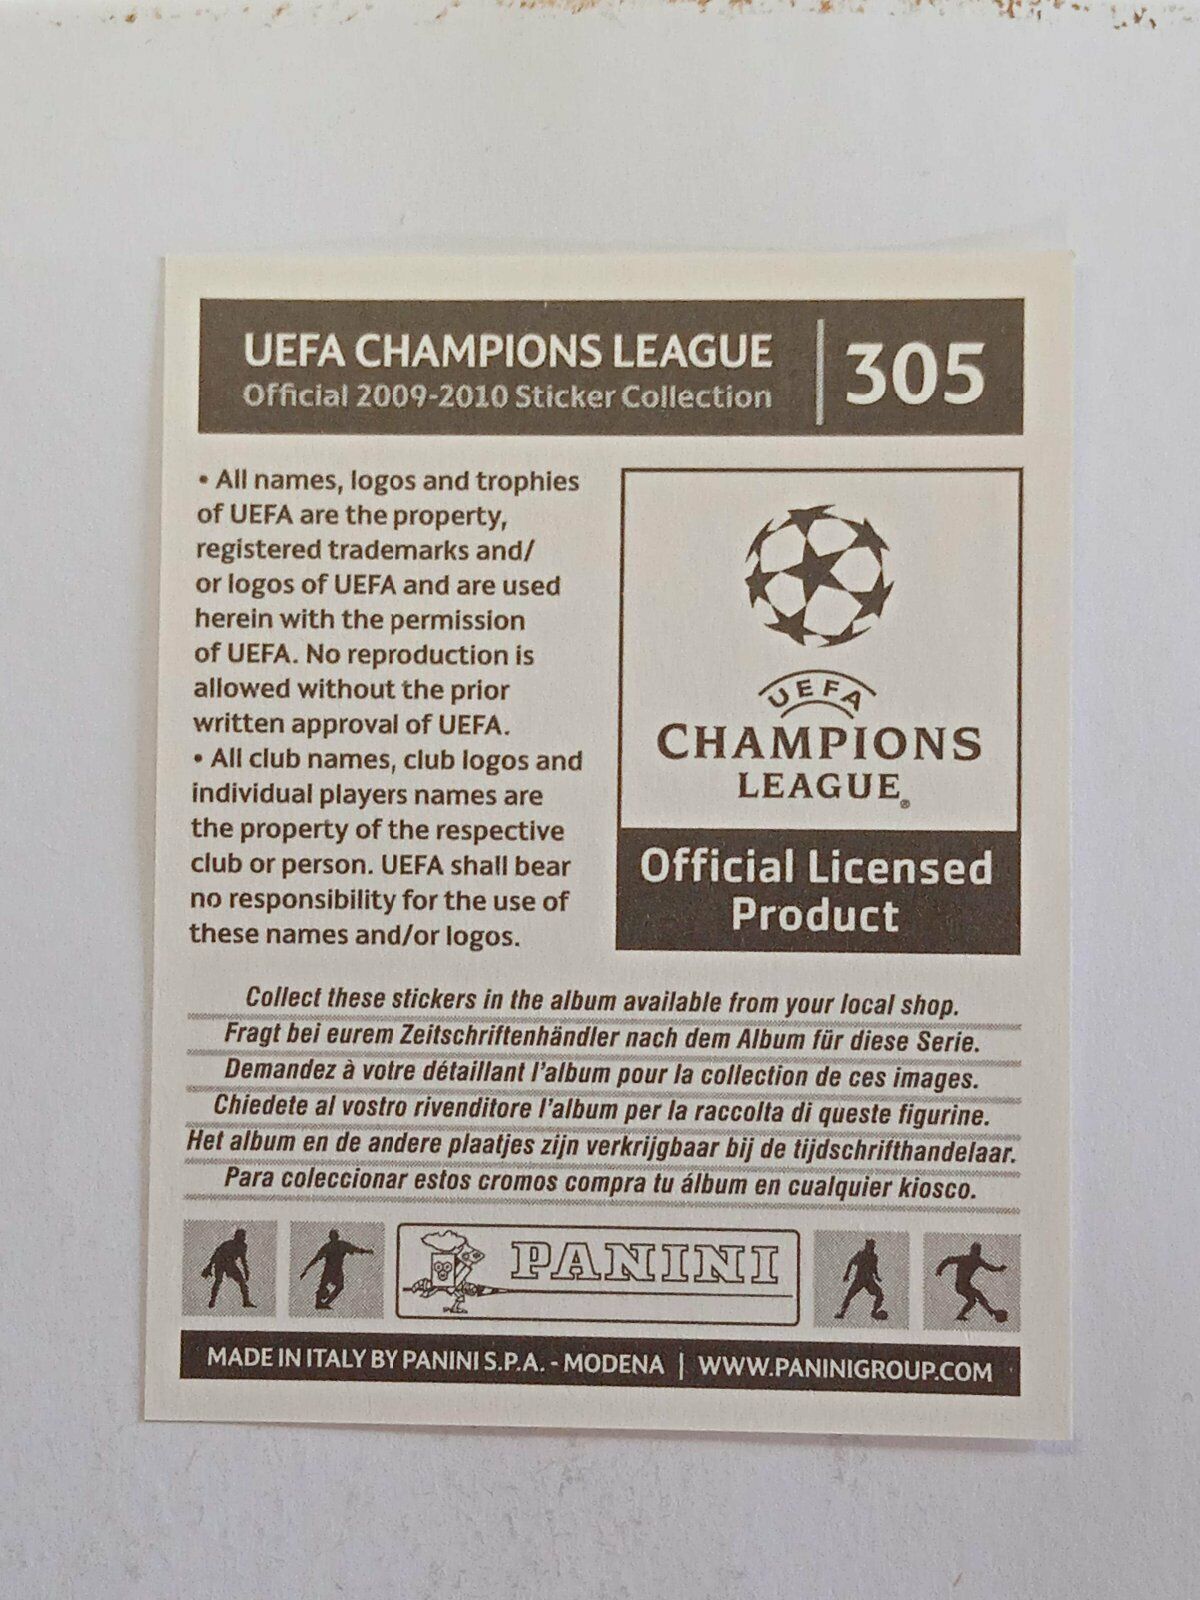 UEFA CHAMPIONS LEAGUE
Official 2009-2010 Sticker Collection
305
• All names, logos and trophies
of UEFA are the property,
registered trademarks and/
or logos of UEFA and are used
herein with the permission
of UEFA. No reproduction is
allowed without the prior
written approval of UEFA.
• All club names, club logos and
individual players names are
the property of the respective
club or person. UEFA shall bear
no responsibility for the use of
these names and/or logos.
UEFA
CHAMPIONS
LEAGUE®
Official Licensed
Product
Collect these stickers in the album available from your local shop.
Fragt bei eurem Zeitschriftenhändler nach dem Album für diese Serie.
Demandez à votre détaillant l'album pour la collection de ces images.
Chiedete al vostro rivenditore l'album per la raccolta di queste figurine.
Het album en de andere plaatjes zijn verkrijgbaar bij de tijdschrifthandelaar.
Para coleccionar estos cromos compra tu álbum en cualquier kiosco.
PANINI
MADE IN ITALY BY PANINI S.P.A. - MODENA | WWW.PANINIGROUP.COM